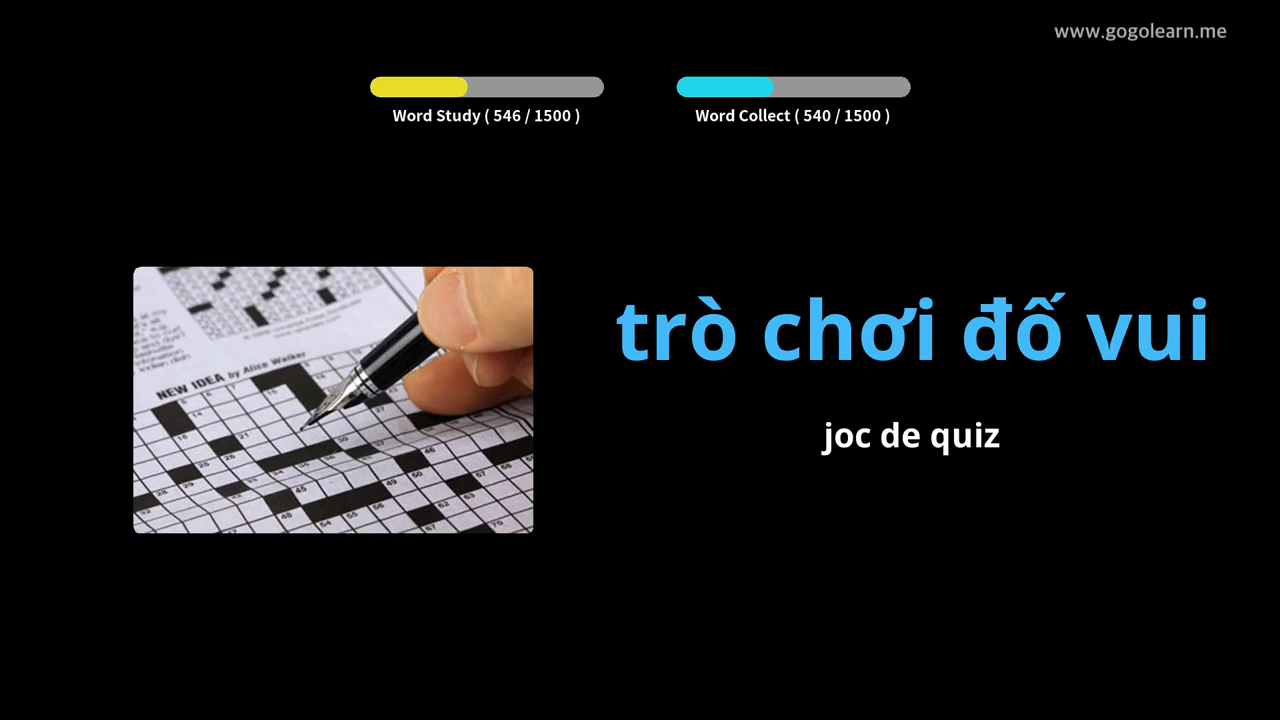 www.gogolearn.me
Word Study ( 546 / 1500 )
Word Collect ( 540 / 1500 )
NEW IDEA by Alice Walker
trò chơi đố vui
joc de quiz